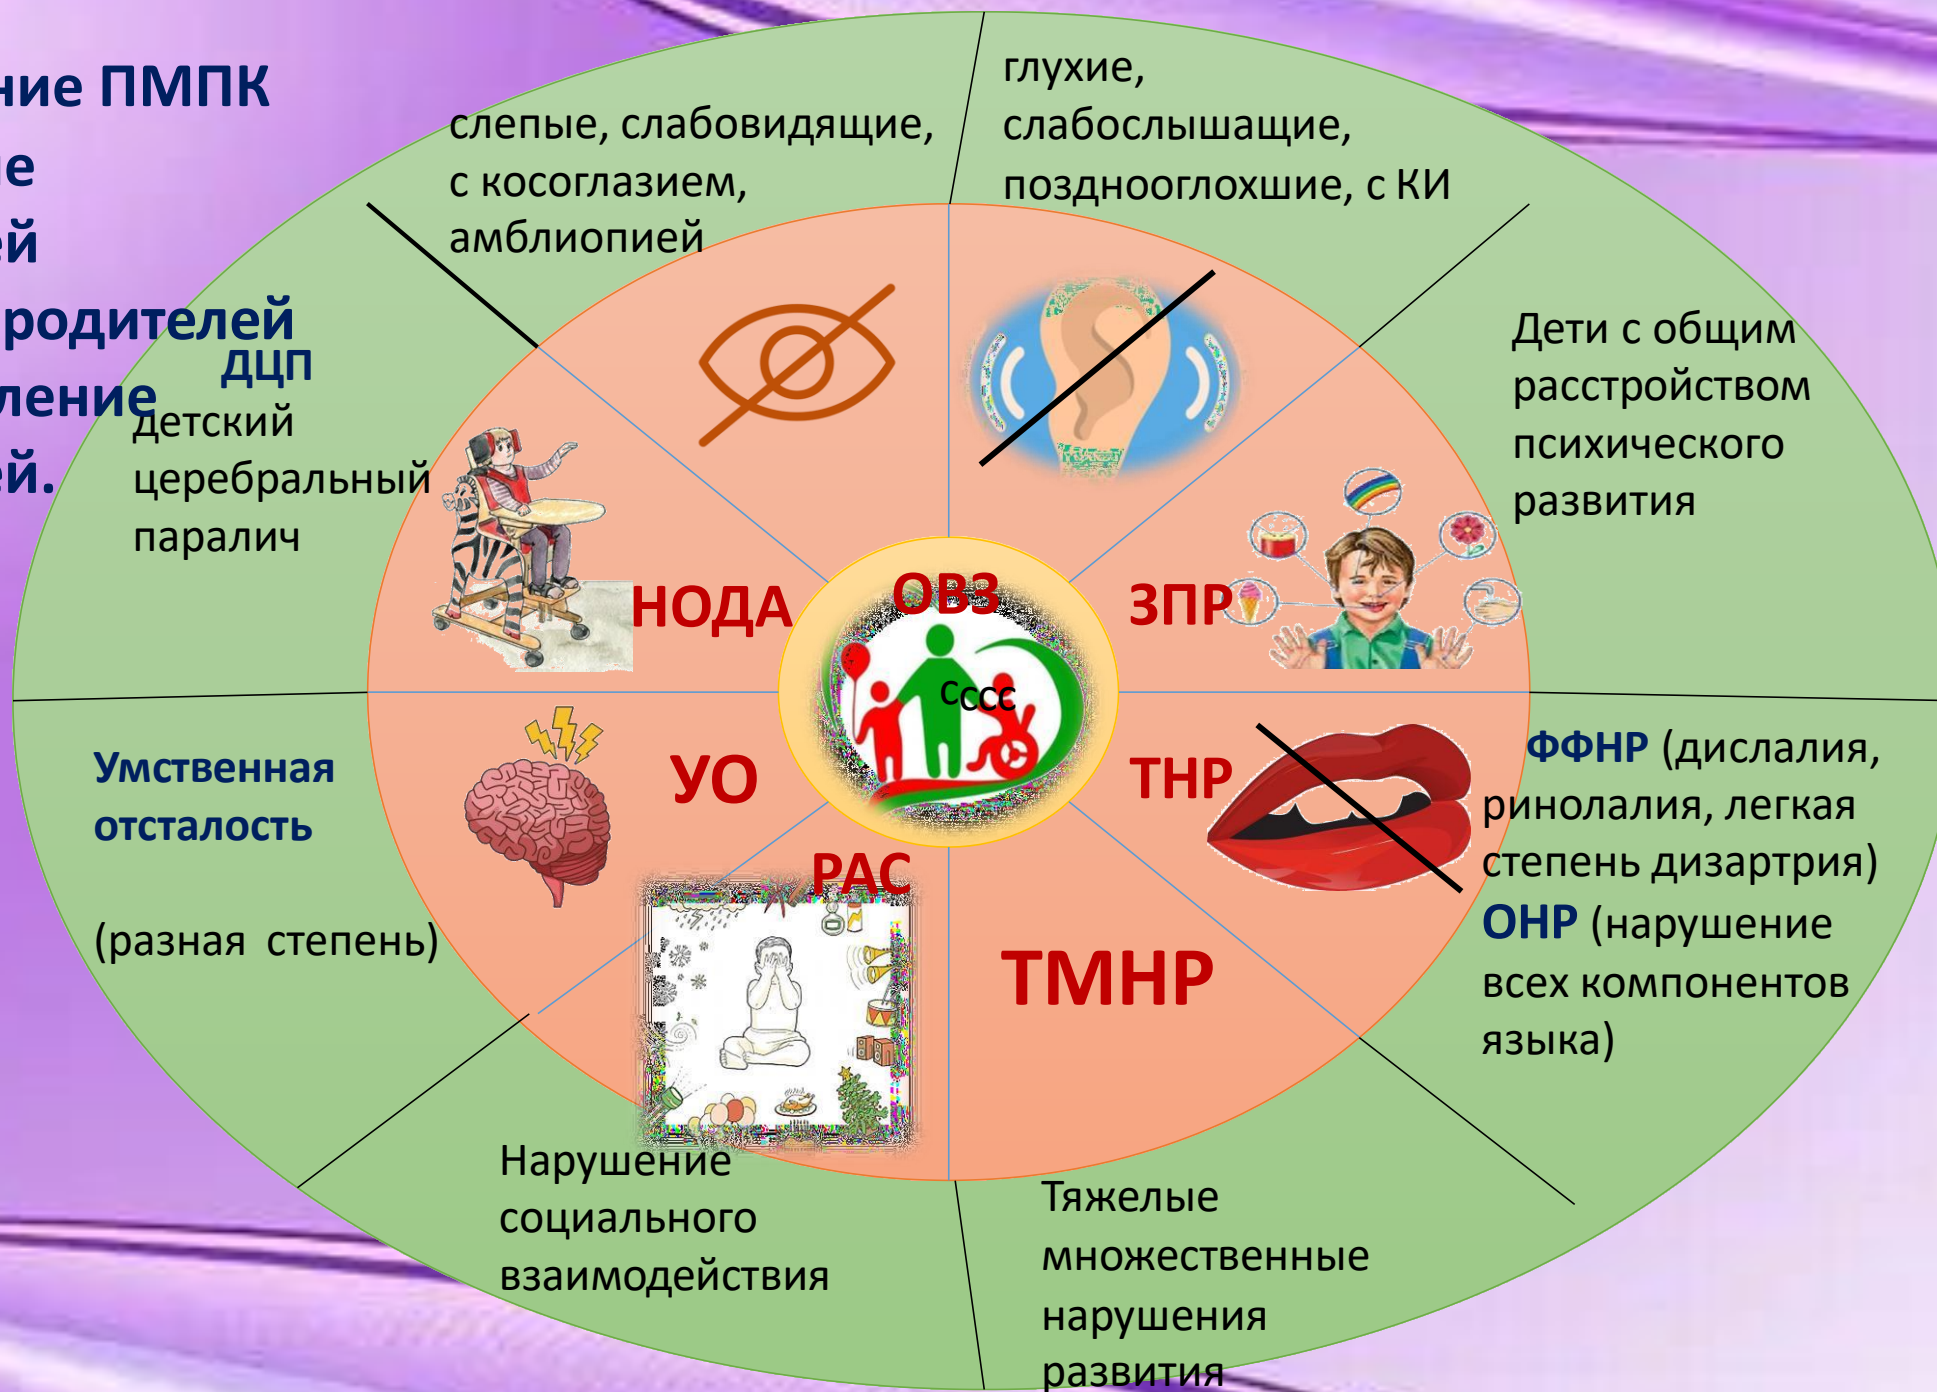 ние ПМПК
ие
ей
родителей
ление
ей.
слепые, слабовидящие,
с косоглазием,
амблиопией
глухие,
слабослышащие,
позднооглохшие, с КИ
ДЦП
детский
церебральный
паралич
Дети с общим
расстройством
психического
развития
НОДА
ОВЗ
ЗПР
сссс
УО
ТНР
РАС
ТМНР
Умственная
отсталость
(разная степень)
ФФНР (дислалия,
ринолалия, легкая
степень дизартрия)
ОНР (нарушение
всех компонентов
языка)
Нарушение
социального
взаимодействия
Тяжелые
множественные
нарушения
развития